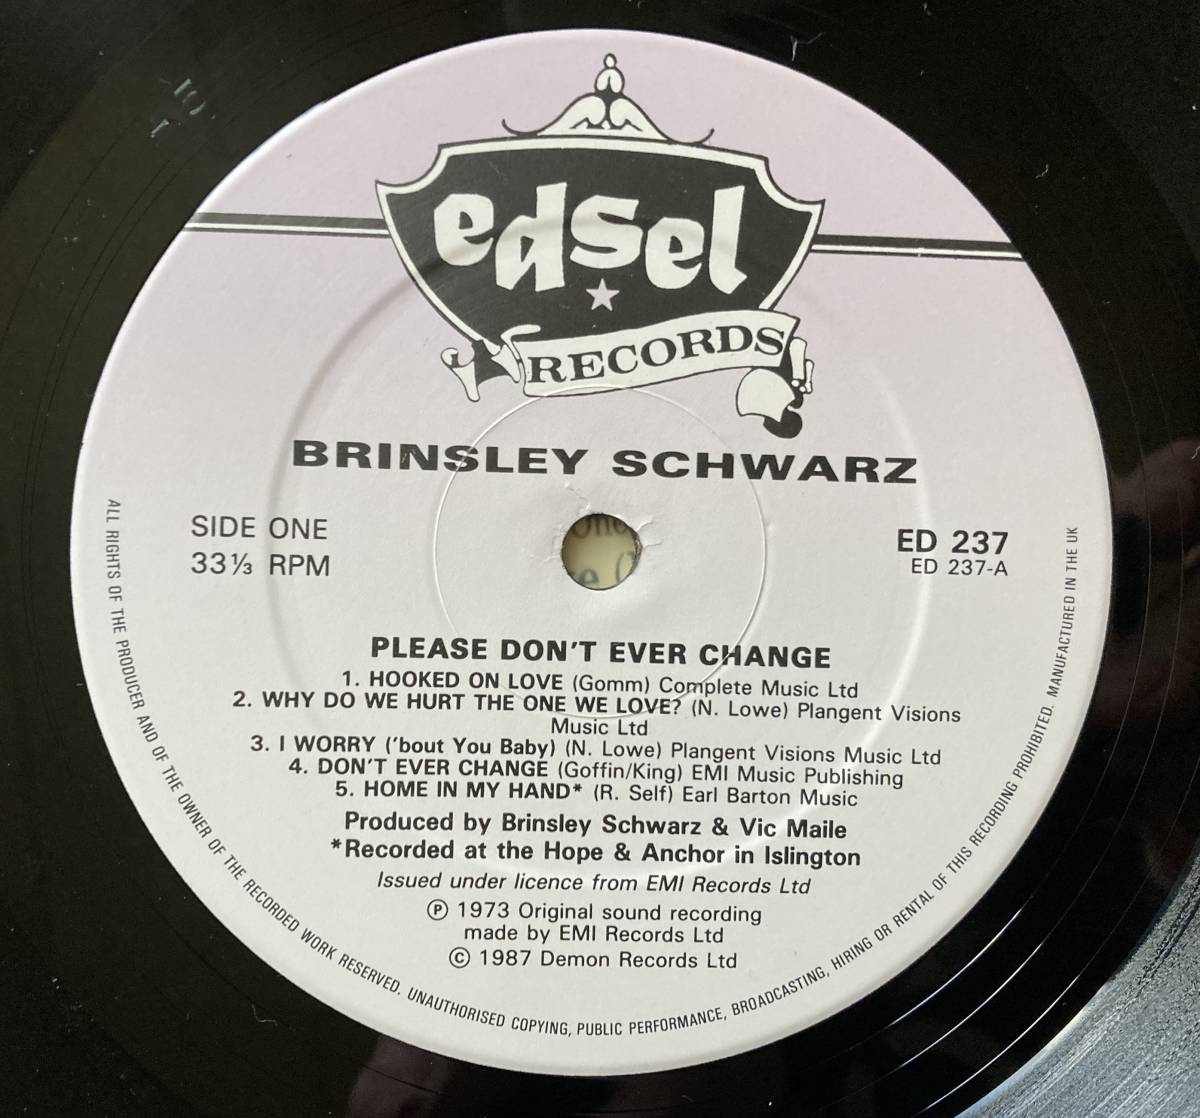 edsel
RECORDS
BRINSLEY SCHWARZ
SIDE ONE
33⅓ RPM
ED 237
ED 237-A
PLEASE DON'T EVER CHANGE
1. HOOKED ON LOVE (Gomm) Complete Music Ltd
2. WHY DO WE HURT THE ONE WE LOVE? (N. Lowe) Plangent Visions
Music Ltd
3. I WORRY ('bout You Baby) (N. Lowe) Plangent Visions Music Ltd
4. DON'T EVER CHANGE (Goffin/King) EMI Music Publishing
5. HOME IN MY HAND* (R. Self) Earl Barton Music
Produced by Brinsley Schwarz & Vic Maile
*Recorded at the Hope & Anchor in Islington
Issued under licence from EMI Records Ltd
Ⓟ 1973 Original sound recording
made by EMI Records Ltd
© 1987 Demon Records Ltd
ALL RIGHTS OF THE PRODUCER AND OF THE OWNER OF THE RECORDED WORK RESERVED. UNAUTHORISED COPYING, PUBLIC PERFORMANCE, BROADCASTING, HIRING OR RENTAL OF THIS RECORDING PROHIBITED. MANUFACTURED IN THE UK